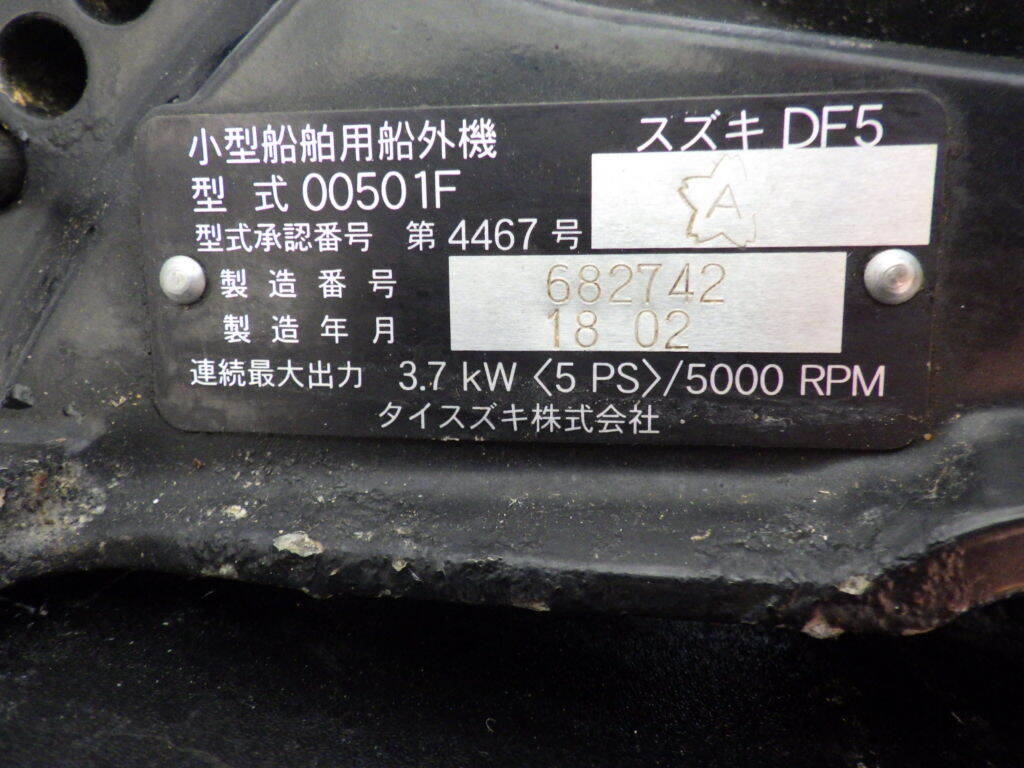 小型船舶用船外機 スズキ DF5
型 式 00501F A
型式承認番号 第 4467 号
製 造 番 号 682742
製 造 年 月 18 02
連続最大出力 3.7 kW〈5 PS〉/5000 RPM
タイスズキ株式会社